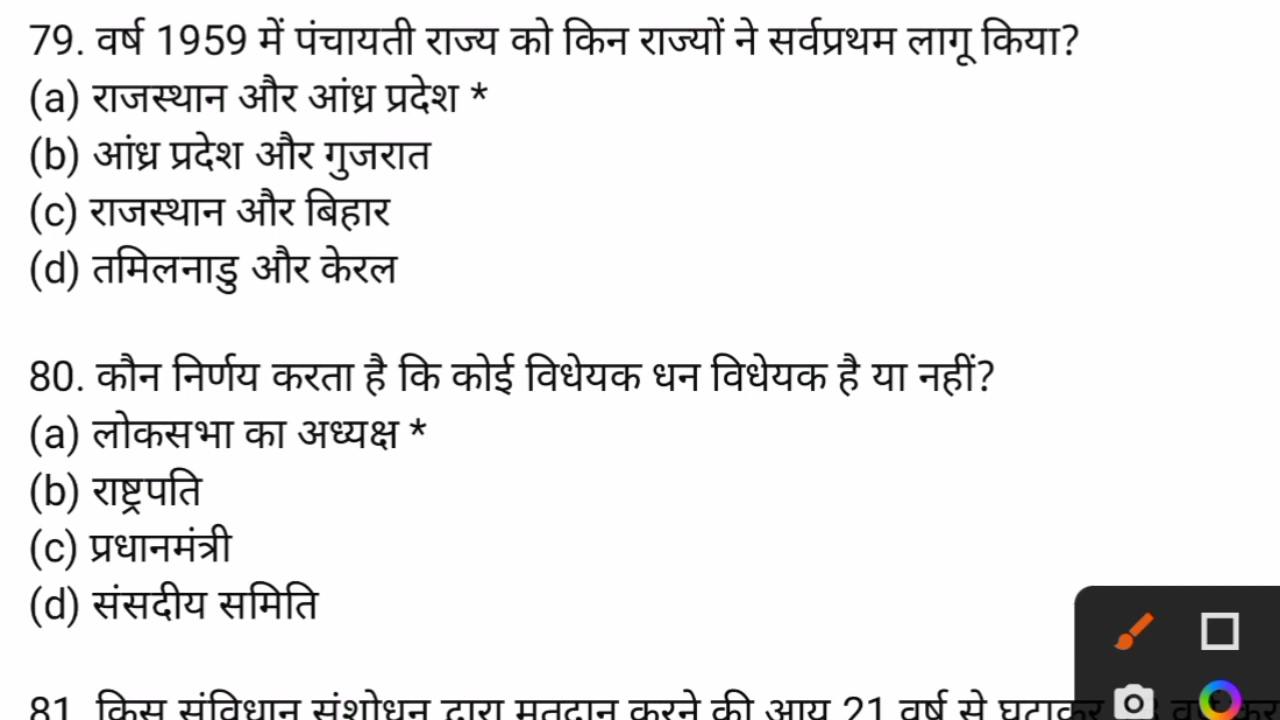 79. वर्ष 1959 में पंचायती राज्य को किन राज्यों ने सर्वप्रथम लागू किया?
(a) राजस्थान और आंध्र प्रदेश *
(b) आंध्र प्रदेश और गुजरात
(c) राजस्थान और बिहार
(d) तमिलनाडु और केरल
80. कौन निर्णय करता है कि कोई विधेयक धन विधेयक है या नहीं?
(a) लोकसभा का अध्यक्ष *
(b) राष्ट्रपति
(c) प्रधानमंत्री
(d) संसदीय समिति
81. किस संविधान संशोधन द्वारा मतदान करने की आयु 21 वर्ष से घटाकर